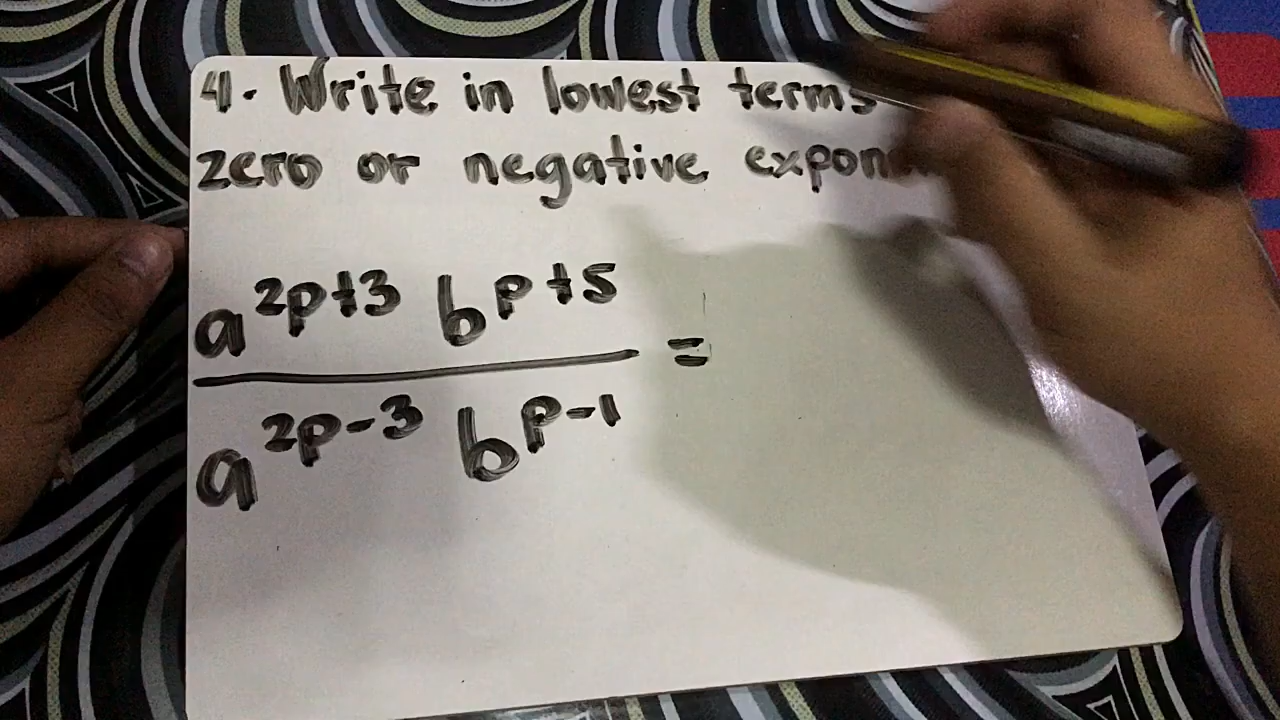 4. Write in lowest terms
zero or negative
a^{2p+3} b^{p+5}
=
a^{2p-3} b^{p-1}